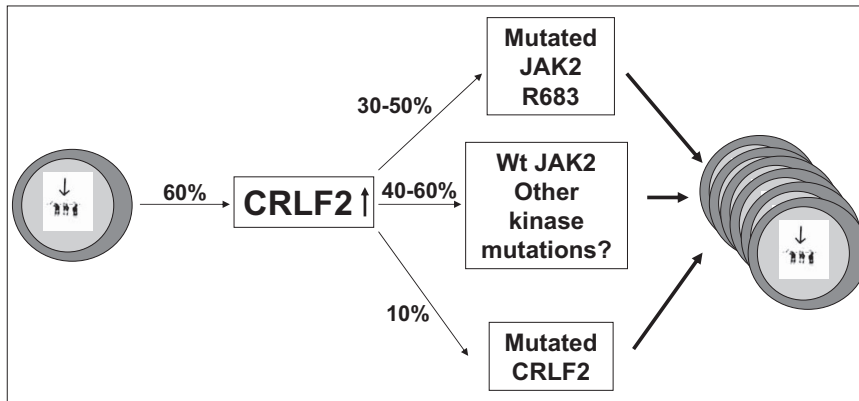 Mutated
JAK2
R683
30-50%
60%
CRLF2↑
40-60%
Wt JAK2
Other
kinase
mutations?
10%
Mutated
CRLF2